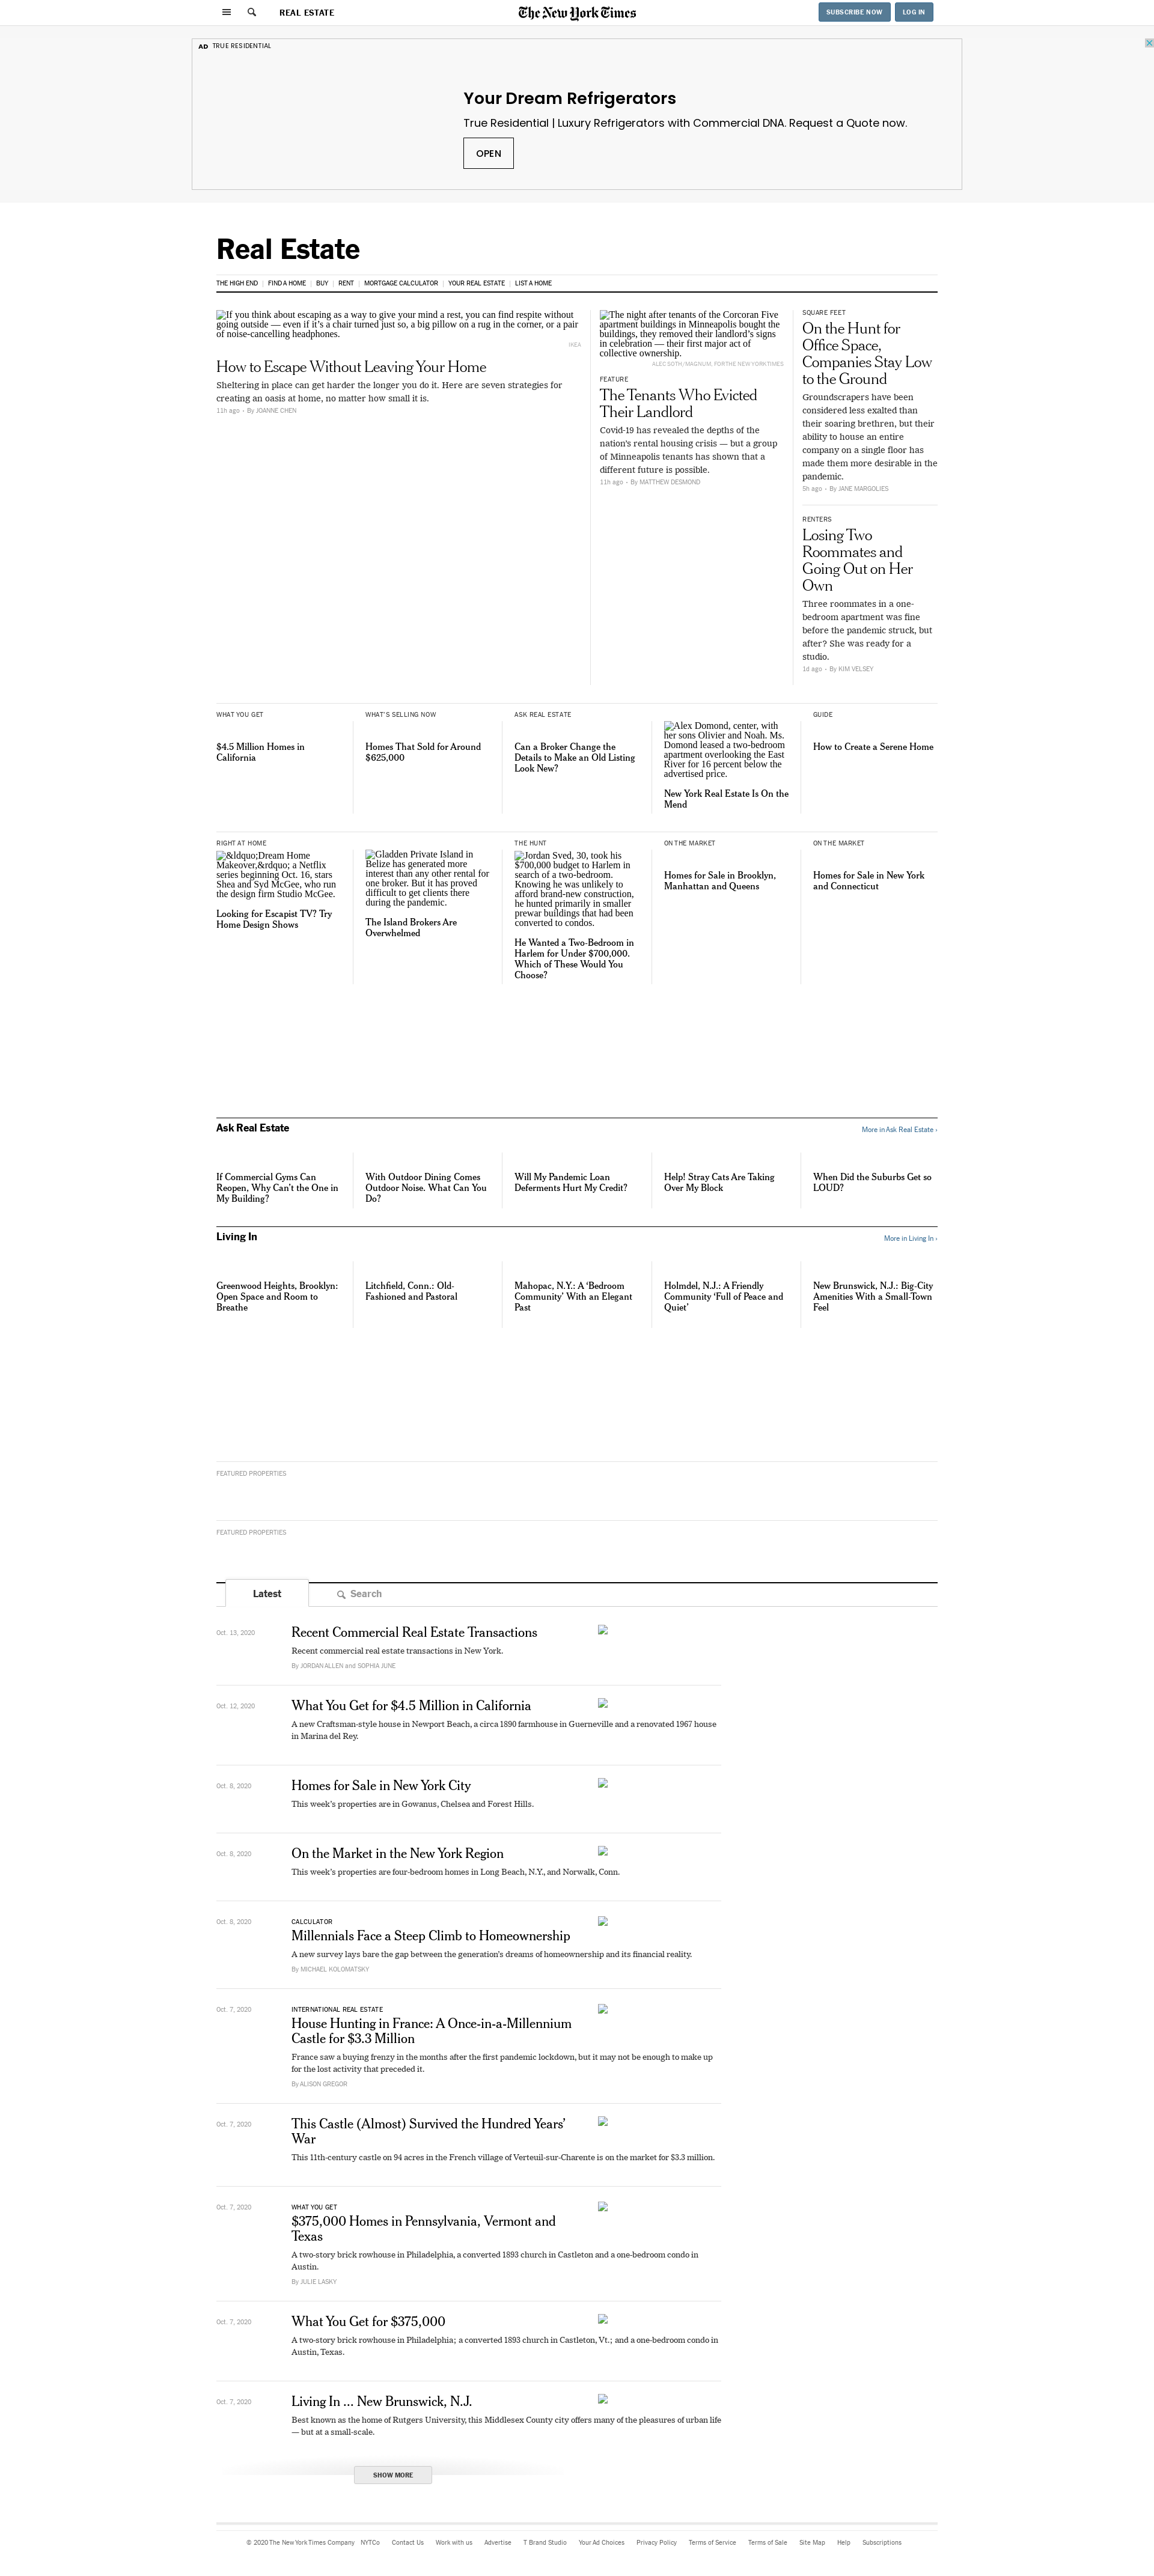 REAL ESTATE
The New York Times
SUBSCRIBE NOW
LOG IN
AD TRUE RESIDENTIAL
Your Dream Refrigerators
True Residential | Luxury Refrigerators with Commercial DNA. Request a Quote now.
OPEN
Real Estate
THE HIGH END
FIND A HOME
BUY
RENT
MORTGAGE CALCULATOR
YOUR REAL ESTATE
LIST A HOME
If you think about escaping as a way to give your mind a rest, you can find respite without
going outside — even if it's a chair turned just so, a big pillow on a rug in the corner, or a pair
of noise-cancelling headphones.
IKEA
How to Escape Without Leaving Your Home
Sheltering in place can get harder the longer you do it. Here are seven strategies for
creating an oasis at home, no matter how small it is.
11h ago • By JOANNE CHEN
The night after tenants of the Corcoran Five
apartment buildings in Minneapolis bought the
buildings, they removed their landlord's signs
in celebration — their first major act of
collective ownership.
ALEC SOTH/MAGNUM, FOR THE NEW YORK TIMES
FEATURE
The Tenants Who Evicted
Their Landlord
Covid-19 has revealed the depths of the
nation's rental housing crisis — but a group
of Minneapolis tenants has shown that a
different future is possible.
11h ago • By MATTHEW DESMOND
SQUARE FEET
On the Hunt for
Office Space,
Companies Stay Low
to the Ground
Groundscrapers have been
considered less exalted than
their soaring brethren, but their
ability to house an entire
company on a single floor has
made them more desirable in the
pandemic.
5h ago • By JANE MARGOLIES
RENTERS
Losing Two
Roommates and
Going Out on Her
Own
Three roommates in a one-
bedroom apartment was fine
before the pandemic struck, but
after? She was ready for a
studio.
1d ago • By KIM VELSEY
WHAT YOU GET
$4.5 Million Homes in
California
WHAT'S SELLING NOW
Homes That Sold for Around
$625,000
ASK REAL ESTATE
Can a Broker Change the
Details to Make an Old Listing
Look New?
Alex Domond, center, with
her sons Olivier and Noah. Ms.
Domond leased a two-bedroom
apartment overlooking the East
River for 16 percent below the
advertised price.
New York Real Estate Is On the
Mend
GUIDE
How to Create a Serene Home
RIGHT AT HOME
&ldquo;Dream Home
Makeover,&rdquo; a Netflix
series beginning Oct. 16, stars
Shea and Syd McGee, who run
the design firm Studio McGee.
Looking for Escapist TV? Try
Home Design Shows
Gladden Private Island in
Belize has generated more
interest than any other rental for
one broker. But it has proved
difficult to get clients there
during the pandemic.
The Island Brokers Are
Overwhelmed
THE HUNT
Jordan Sved, 30, took his
$700,000 budget to Harlem in
search of a two-bedroom.
Knowing he was unlikely to
afford brand-new construction,
he hunted primarily in smaller
prewar buildings that had been
converted to condos.
He Wanted a Two-Bedroom in
Harlem for Under $700,000.
Which of These Would You
Choose?
ON THE MARKET
Homes for Sale in Brooklyn,
Manhattan and Queens
ON THE MARKET
Homes for Sale in New York
and Connecticut
Ask Real Estate
More in Ask Real Estate ›
If Commercial Gyms Can
Reopen, Why Can't the One in
My Building?
With Outdoor Dining Comes
Outdoor Noise. What Can You
Do?
Will My Pandemic Loan
Deferments Hurt My Credit?
Help! Stray Cats Are Taking
Over My Block
When Did the Suburbs Get so
LOUD?
Living In
More in Living In ›
Greenwood Heights, Brooklyn:
Open Space and Room to
Breathe
Litchfield, Conn.: Old-
Fashioned and Pastoral
Mahopac, N.Y.: A 'Bedroom
Community' With an Elegant
Past
Holmdel, N.J.: A Friendly
Community 'Full of Peace and
Quiet'
New Brunswick, N.J.: Big-City
Amenities With a Small-Town
Feel
FEATURED PROPERTIES
FEATURED PROPERTIES
Latest
Search
Oct. 13, 2020
Recent Commercial Real Estate Transactions
Recent commercial real estate transactions in New York.
By JORDAN ALLEN and SOPHIA JUNE
Oct. 12, 2020
What You Get for $4.5 Million in California
A new Craftsman-style house in Newport Beach, a circa 1890 farmhouse in Guerneville and a renovated 1967 house
in Marina del Rey.
Oct. 8, 2020
Homes for Sale in New York City
This week's properties are in Gowanus, Chelsea and Forest Hills.
Oct. 8, 2020
On the Market in the New York Region
This week's properties are four-bedroom homes in Long Beach, N.Y., and Norwalk, Conn.
Oct. 8, 2020
CALCULATOR
Millennials Face a Steep Climb to Homeownership
A new survey lays bare the gap between the generation's dreams of homeownership and its financial reality.
By MICHAEL KOLOMATSKY
Oct. 7, 2020
INTERNATIONAL REAL ESTATE
House Hunting in France: A Once-in-a-Millennium
Castle for $3.3 Million
France saw a buying frenzy in the months after the first pandemic lockdown, but it may not be enough to make up
for the lost activity that preceded it.
By ALISON GREGOR
Oct. 7, 2020
This Castle (Almost) Survived the Hundred Years'
War
This 11th-century castle on 94 acres in the French village of Verteuil-sur-Charente is on the market for $3.3 million.
Oct. 7, 2020
WHAT YOU GET
$375,000 Homes in Pennsylvania, Vermont and
Texas
A two-story brick rowhouse in Philadelphia, a converted 1893 church in Castleton and a one-bedroom condo in
Austin.
By JULIE LASKY
Oct. 7, 2020
What You Get for $375,000
A two-story brick rowhouse in Philadelphia; a converted 1893 church in Castleton, Vt.; and a one-bedroom condo in
Austin, Texas.
Oct. 7, 2020
Living In ... New Brunswick, N.J.
Best known as the home of Rutgers University, this Middlesex County city offers many of the pleasures of urban life
— but at a small-scale.
SHOW MORE
© 2020 The New York Times Company NYTCo Contact Us Work with us Advertise T Brand Studio Your Ad Choices Privacy Policy Terms of Service Terms of Sale Site Map Help Subscriptions